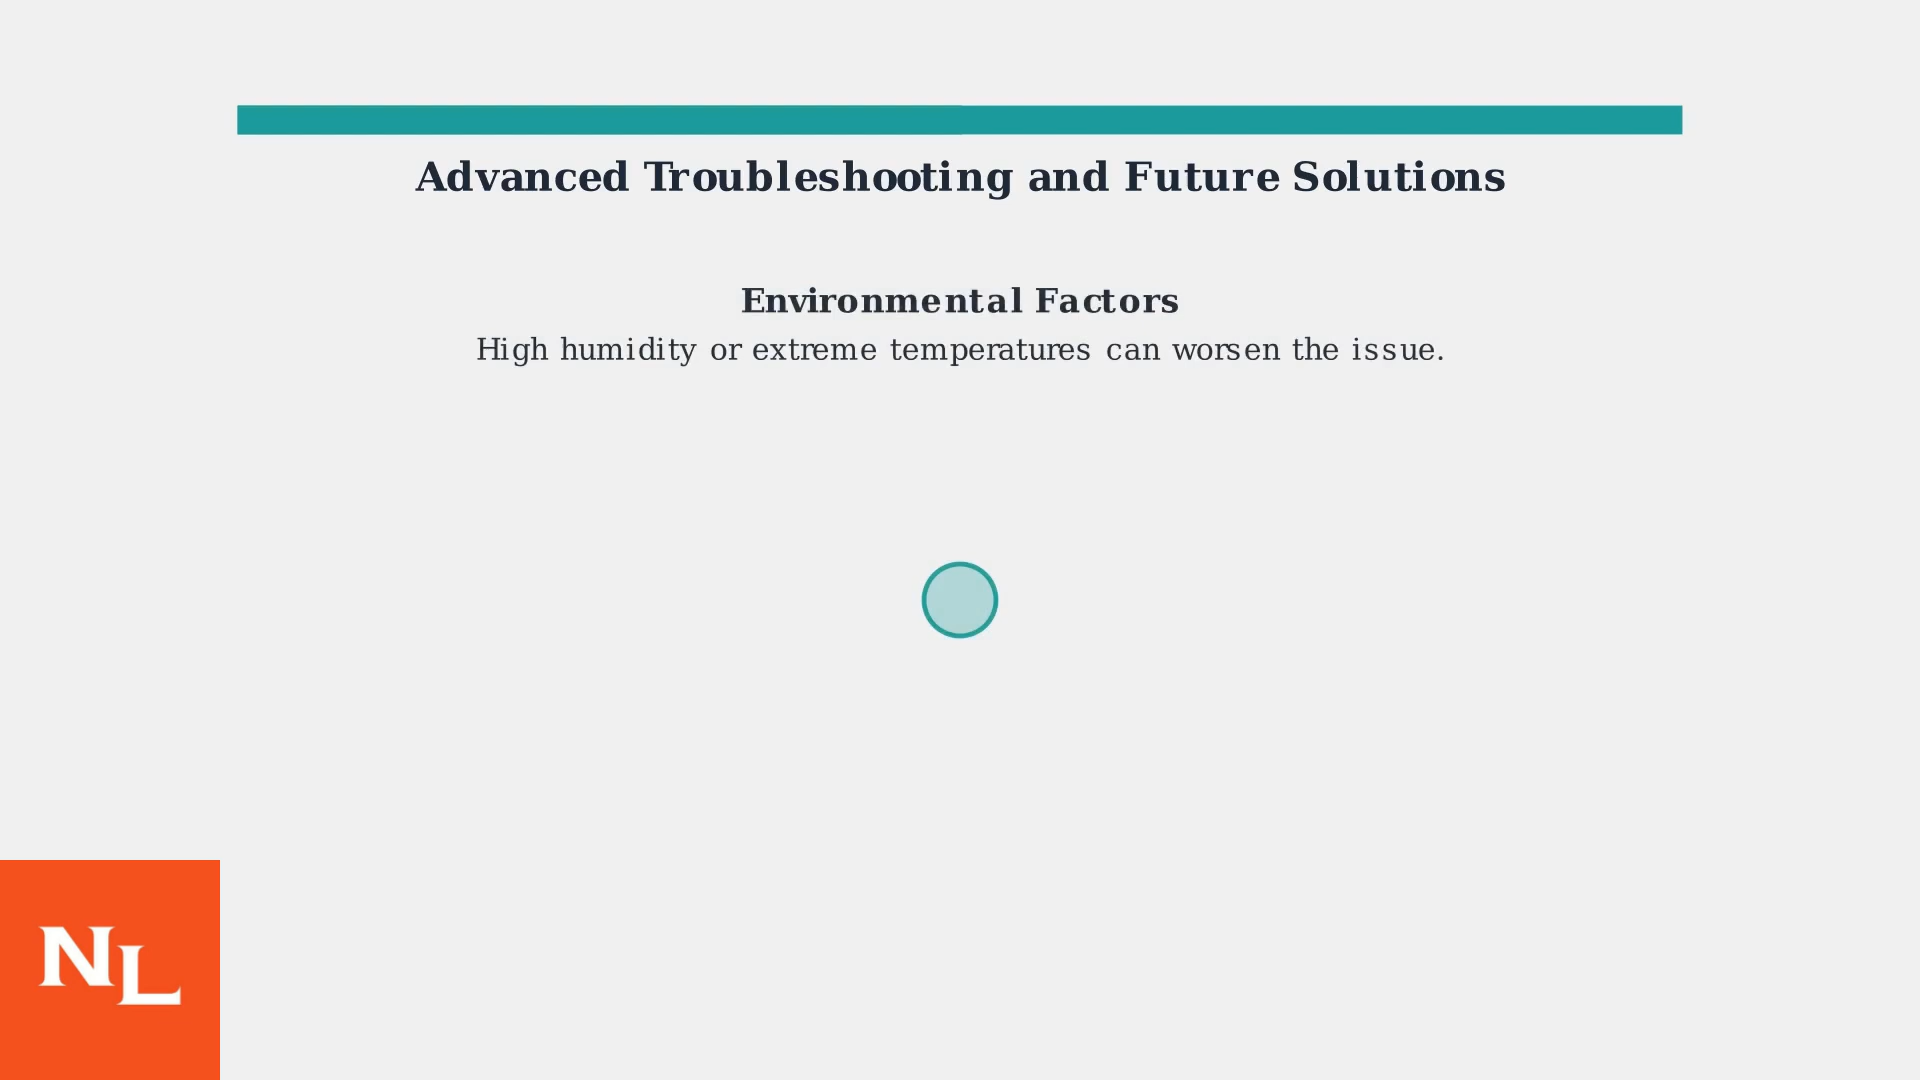 Advanced Troubleshooting and Future Solutions
Environmental Factors
High humidity or extreme temperatures can worsen the issue.
NL